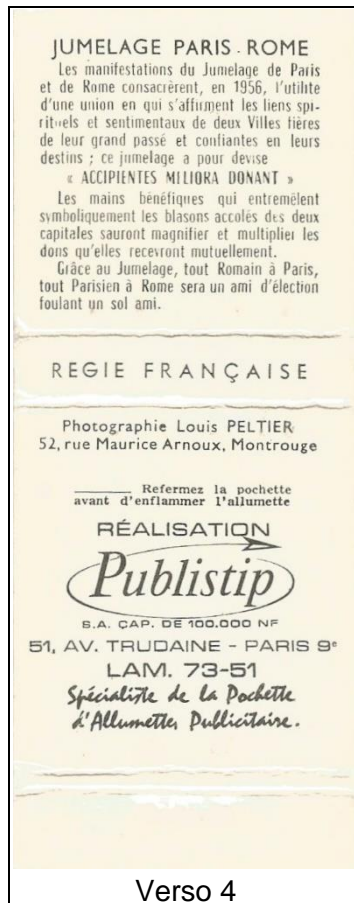 JUMELAGE PARIS - ROME
Les manifestations du Jumelage de Paris
et de Rome consacrèrent, en 1956, l'utilite
d'une union en qui s'affirment les liens spi-
rituels et sentimentaux de deux Villes fières
de leur grand passé et confiantes en leurs
destins ; ce jumelage a pour devise
« ACCIPIENTES MELIORA DONANT »
Les mains bénéfiques qui entremêlent
symboliquement les blasons accolés des deux
capitales sauront magnifier et multiplier les
dons qu'elles recevront mutuellement.
Grâce au Jumelage, tout Romain à Paris,
tout Parisien à Rome sera un ami d'élection
foulant un sol ami.
REGIE FRANÇAISE
Photographie Louis PELTIER
52, rue Maurice Arnoux, Montrouge
Refermez la pochette
avant d'enflammer l'allumette
RÉALISATION
Publistip
S.A. CAP. DE 100.000 NF
51, AV. TRUDAINE - PARIS 9e
LAM. 73-51
Spécialiste de la Pochette
d'Allumettes Publicitaire.
Verso 4